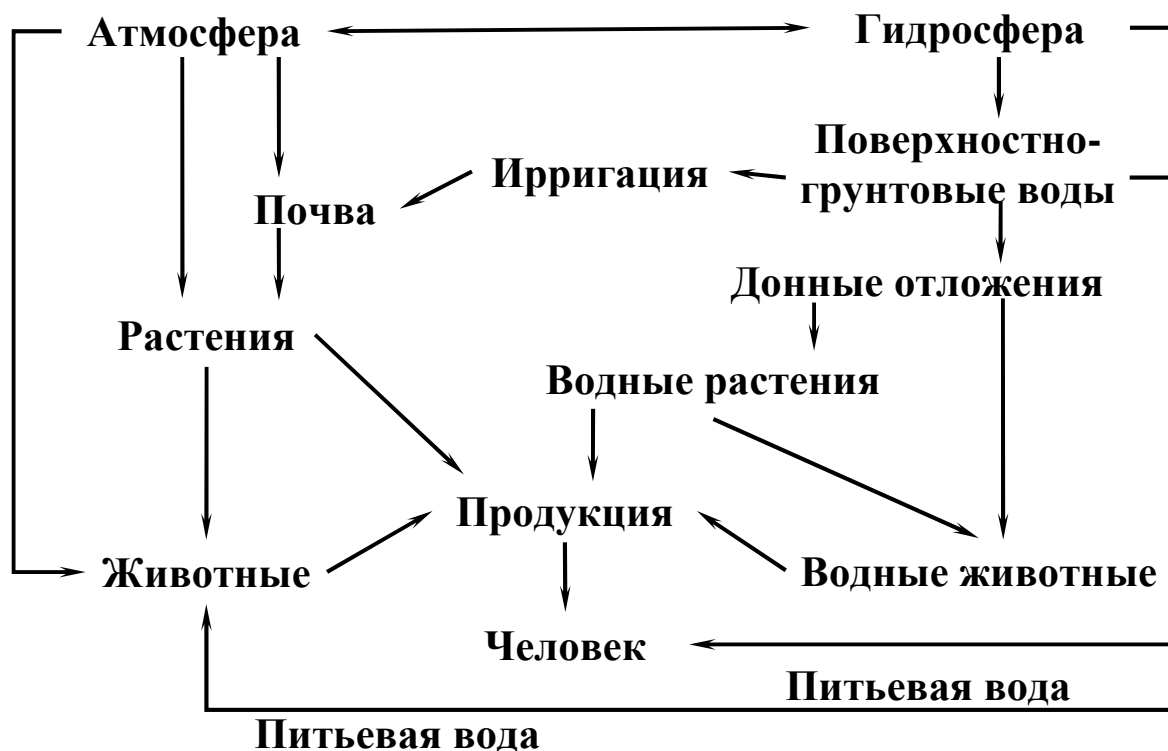 Атмосфера
Гидросфера
Поверхностно-
грунтовые воды
Ирригация
Почва
Донные отложения
Растения
Водные растения
Продукция
Животные
Водные животные
Человек
Питьевая вода
Питьевая вода